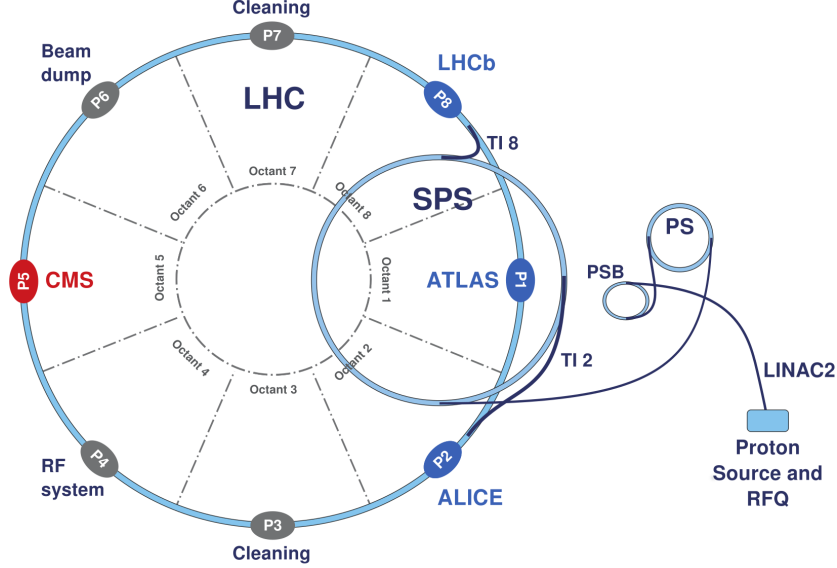 Cleaning
P7
Beam
dump
P6
LHC
LHCb
P8
TI 8
Octant 7
Octant 6
Octant 8
SPS
PS
PSB
P5
CMS
Octant 5
Octant 1
ATLAS
P1
TI 2
LINAC2
Octant 4
Octant 2
Octant 3
Proton
Source and
RFQ
RF
system
P4
P2
ALICE
P3
Cleaning